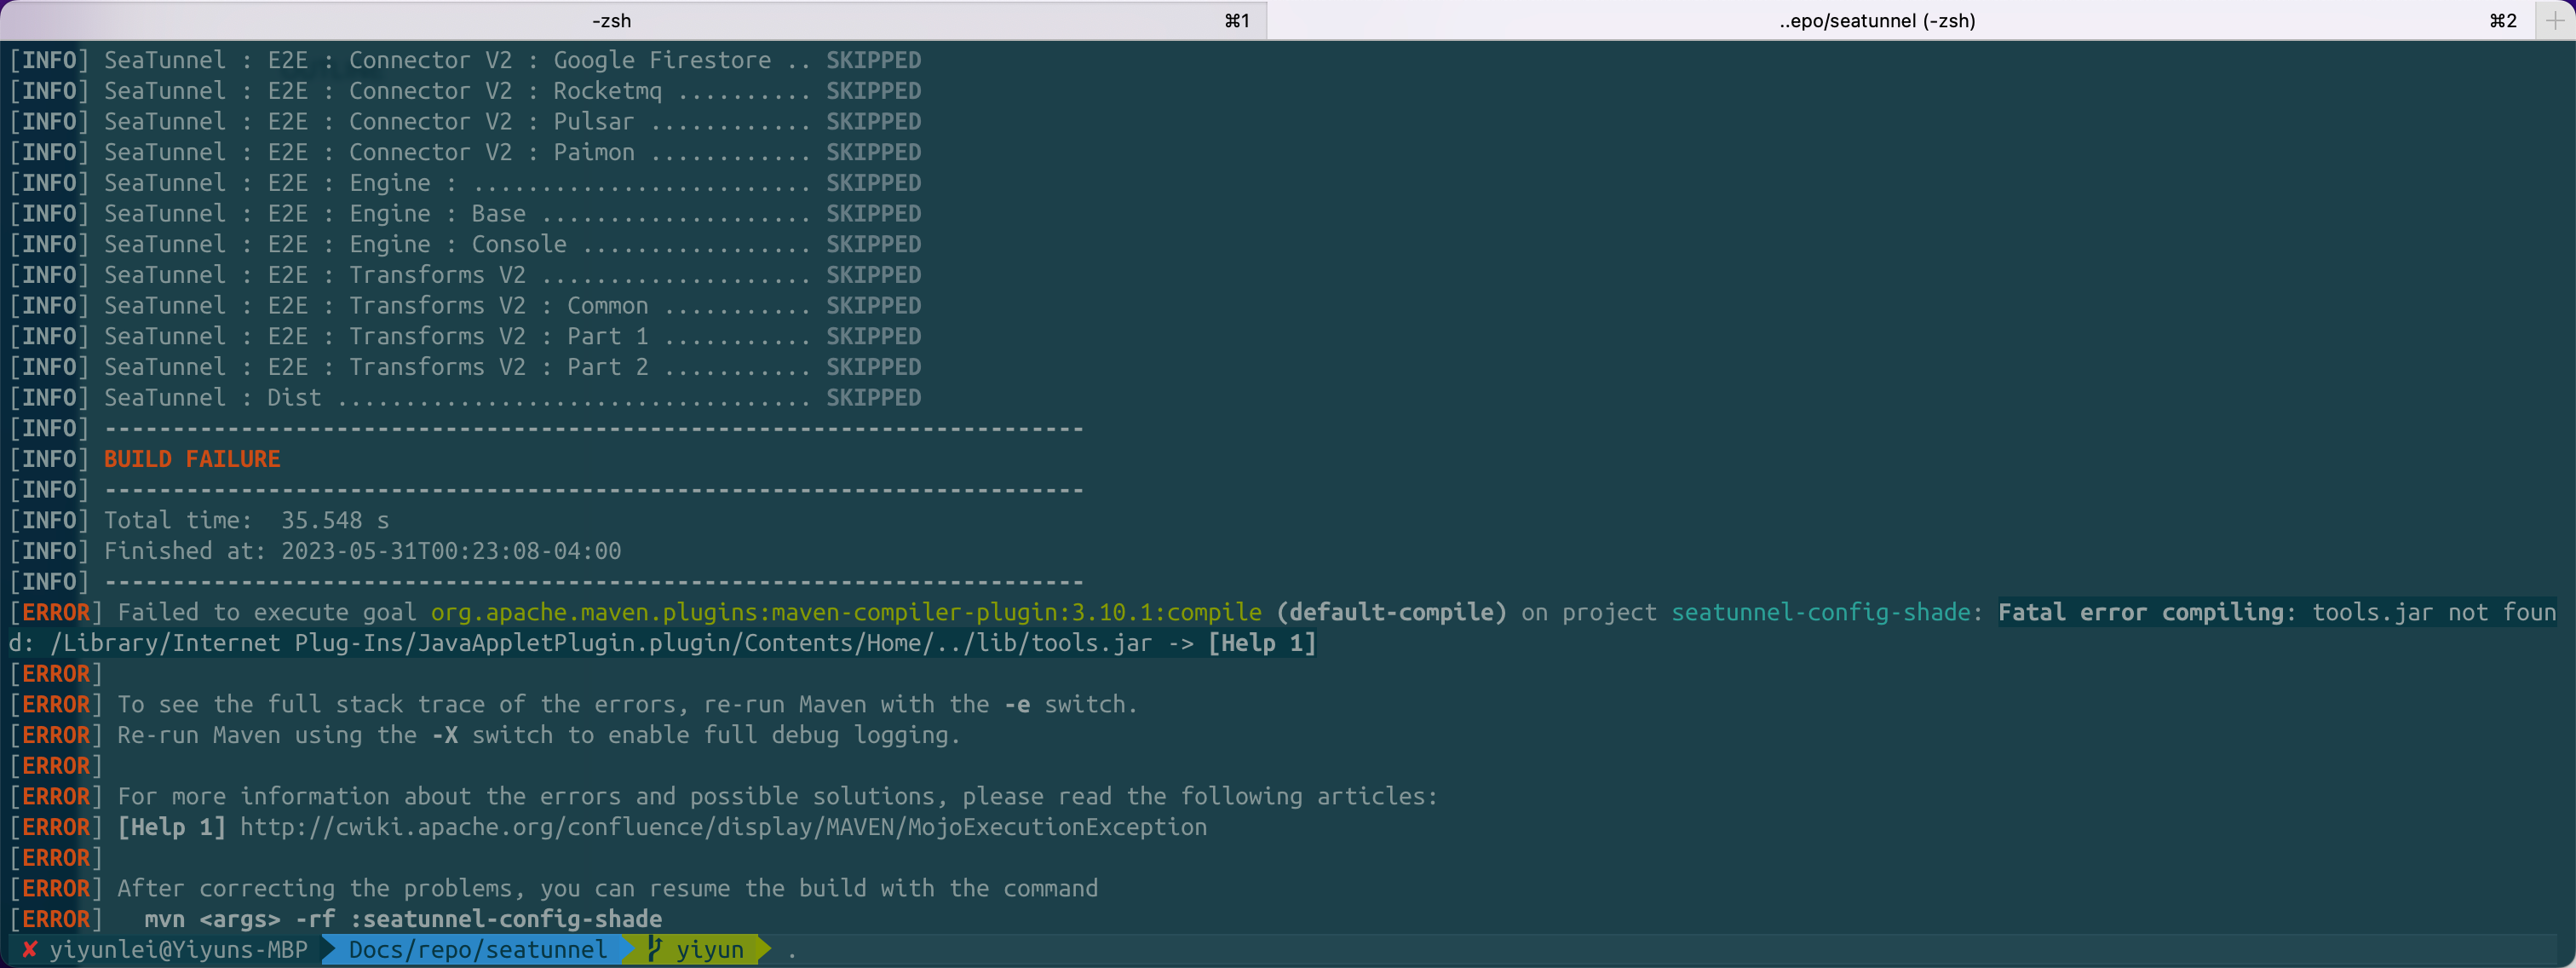 -zsh ⌘1 ..epo/seatunnel (-zsh) ⌘2 +
[INFO] SeaTunnel : E2E : Connector V2 : Google Firestore .. SKIPPED
[INFO] SeaTunnel : E2E : Connector V2 : Rocketmq .......... SKIPPED
[INFO] SeaTunnel : E2E : Connector V2 : Pulsar ............ SKIPPED
[INFO] SeaTunnel : E2E : Connector V2 : Paimon ............ SKIPPED
[INFO] SeaTunnel : E2E : Engine : ......................... SKIPPED
[INFO] SeaTunnel : E2E : Engine : Base .................... SKIPPED
[INFO] SeaTunnel : E2E : Engine : Console ................. SKIPPED
[INFO] SeaTunnel : E2E : Transforms V2 .................... SKIPPED
[INFO] SeaTunnel : E2E : Transforms V2 : Common ........... SKIPPED
[INFO] SeaTunnel : E2E : Transforms V2 : Part 1 ........... SKIPPED
[INFO] SeaTunnel : E2E : Transforms V2 : Part 2 ........... SKIPPED
[INFO] SeaTunnel : Dist ................................... SKIPPED
[INFO] ------------------------------------------------------------------------
[INFO] BUILD FAILURE
[INFO] ------------------------------------------------------------------------
[INFO] Total time:  35.548 s
[INFO] Finished at: 2023-05-31T00:23:08-04:00
[INFO] ------------------------------------------------------------------------
[ERROR] Failed to execute goal org.apache.maven.plugins:maven-compiler-plugin:3.10.1:compile (default-compile) on project seatunnel-config-shade: Fatal error compiling: tools.jar not foun
d: /Library/Internet Plug-Ins/JavaAppletPlugin.plugin/Contents/Home/../lib/tools.jar -> [Help 1]
[ERROR]
[ERROR] To see the full stack trace of the errors, re-run Maven with the -e switch.
[ERROR] Re-run Maven using the -X switch to enable full debug logging.
[ERROR]
[ERROR] For more information about the errors and possible solutions, please read the following articles:
[ERROR] [Help 1] http://cwiki.apache.org/confluence/display/MAVEN/MojoExecutionException
[ERROR]
[ERROR] After correcting the problems, you can resume the build with the command
[ERROR]   mvn <args> -rf :seatunnel-config-shade
✘ yiyunlei@Yiyuns-MBP Docs/repo/seatunnel yiyun .